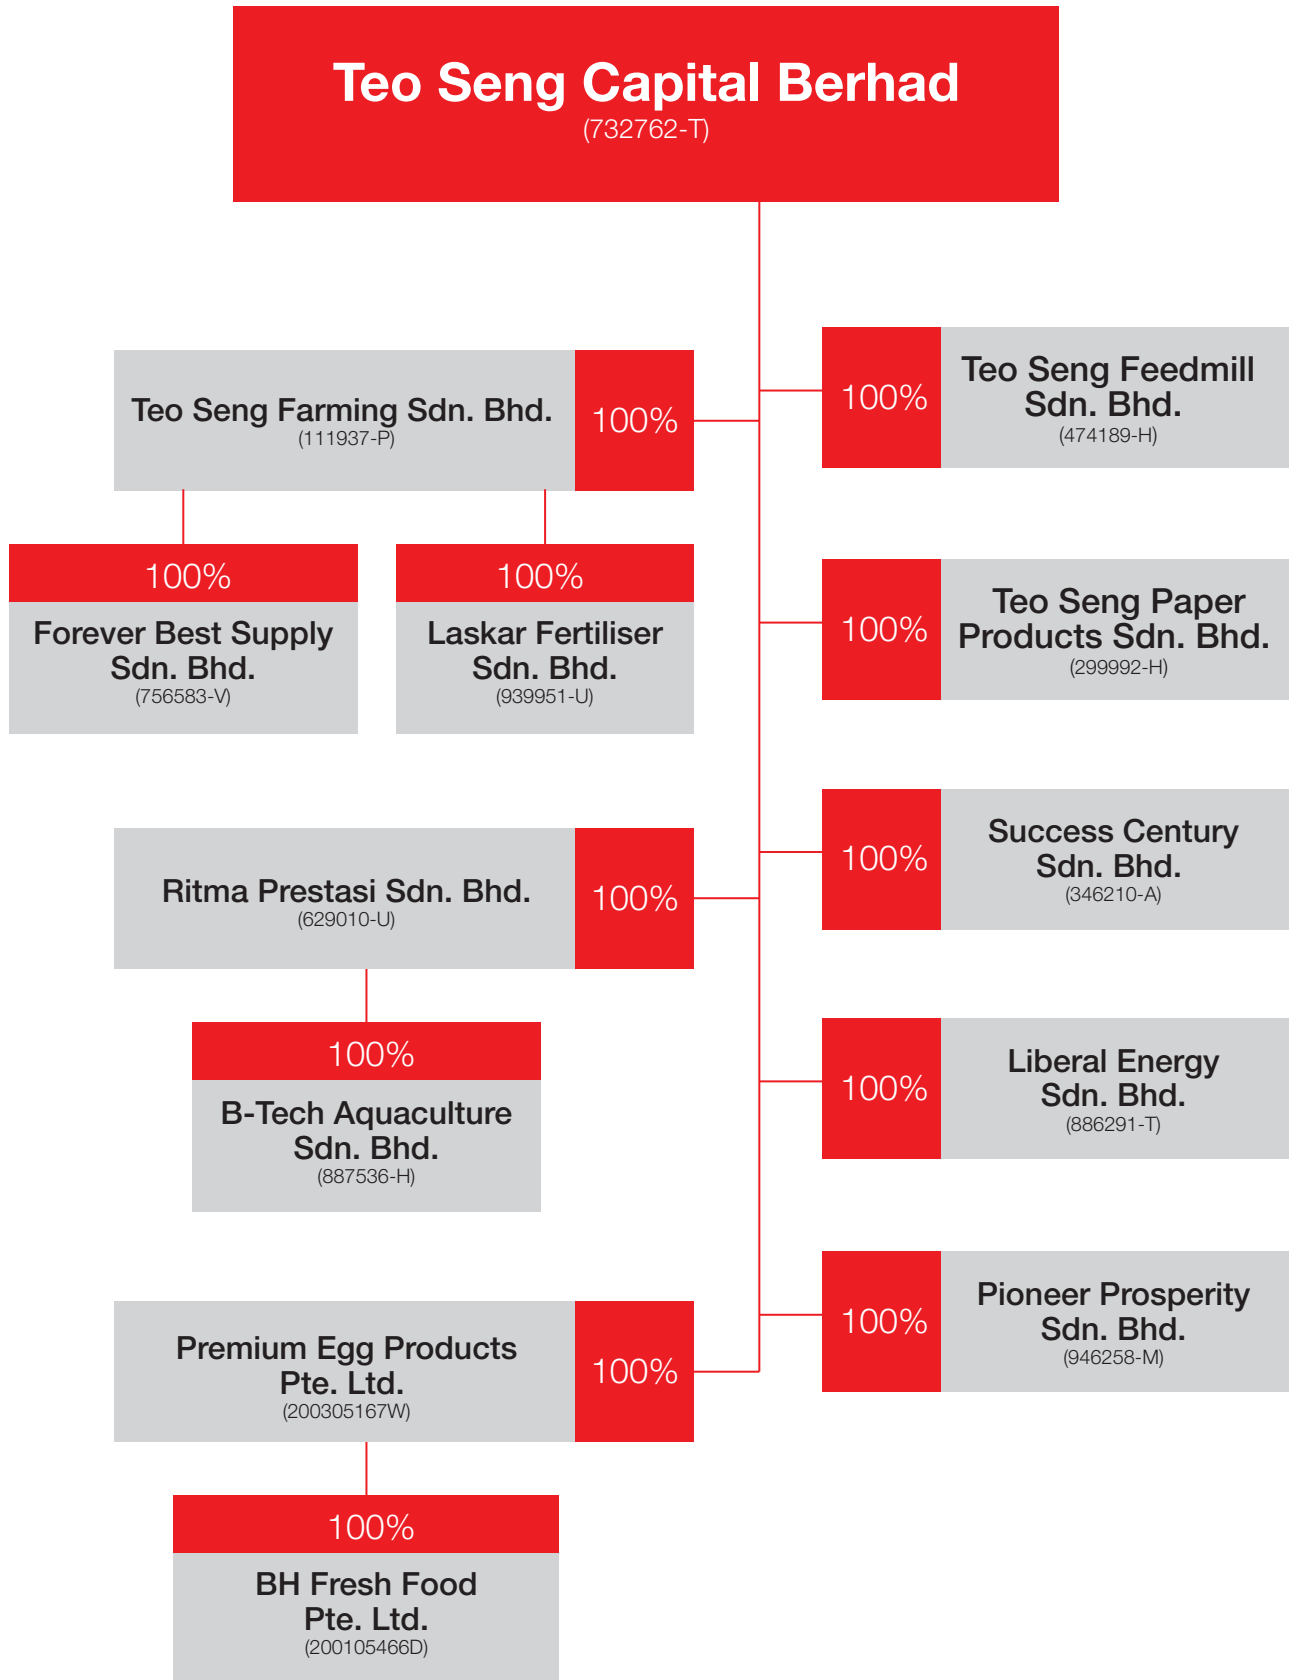 Teo Seng Capital Berhad
(732762-T)
Teo Seng Farming Sdn. Bhd.
(111937-P)
100%
100%
Forever Best Supply
Sdn. Bhd.
(756583-V)
100%
Laskar Fertiliser
Sdn. Bhd.
(939951-U)
Ritma Prestasi Sdn. Bhd.
(629010-U)
100%
100%
B-Tech Aquaculture
Sdn. Bhd.
(887536-H)
Premium Egg Products
Pte. Ltd.
(200305167W)
100%
100%
BH Fresh Food
Pte. Ltd.
(200105466D)
100%
Teo Seng Feedmill
Sdn. Bhd.
(474189-H)
100%
Teo Seng Paper
Products Sdn. Bhd.
(299992-H)
100%
Success Century
Sdn. Bhd.
(346210-A)
100%
Liberal Energy
Sdn. Bhd.
(886291-T)
100%
Pioneer Prosperity
Sdn. Bhd.
(946258-M)